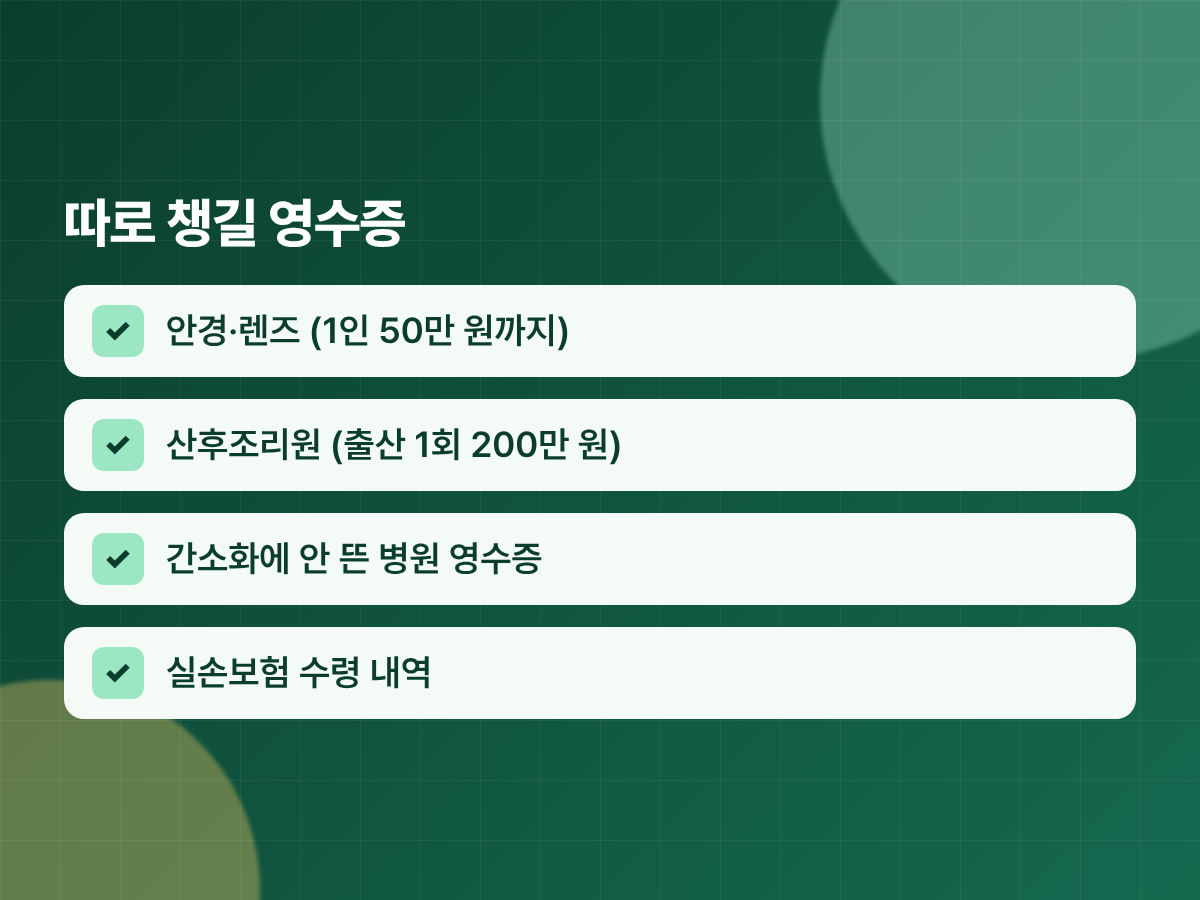 따로 챙길 영수증
안경·렌즈 (1인 50만 원까지)
산후조리원 (출산 1회 200만 원)
간소화에 안 뜬 병원 영수증
실손보험 수령 내역